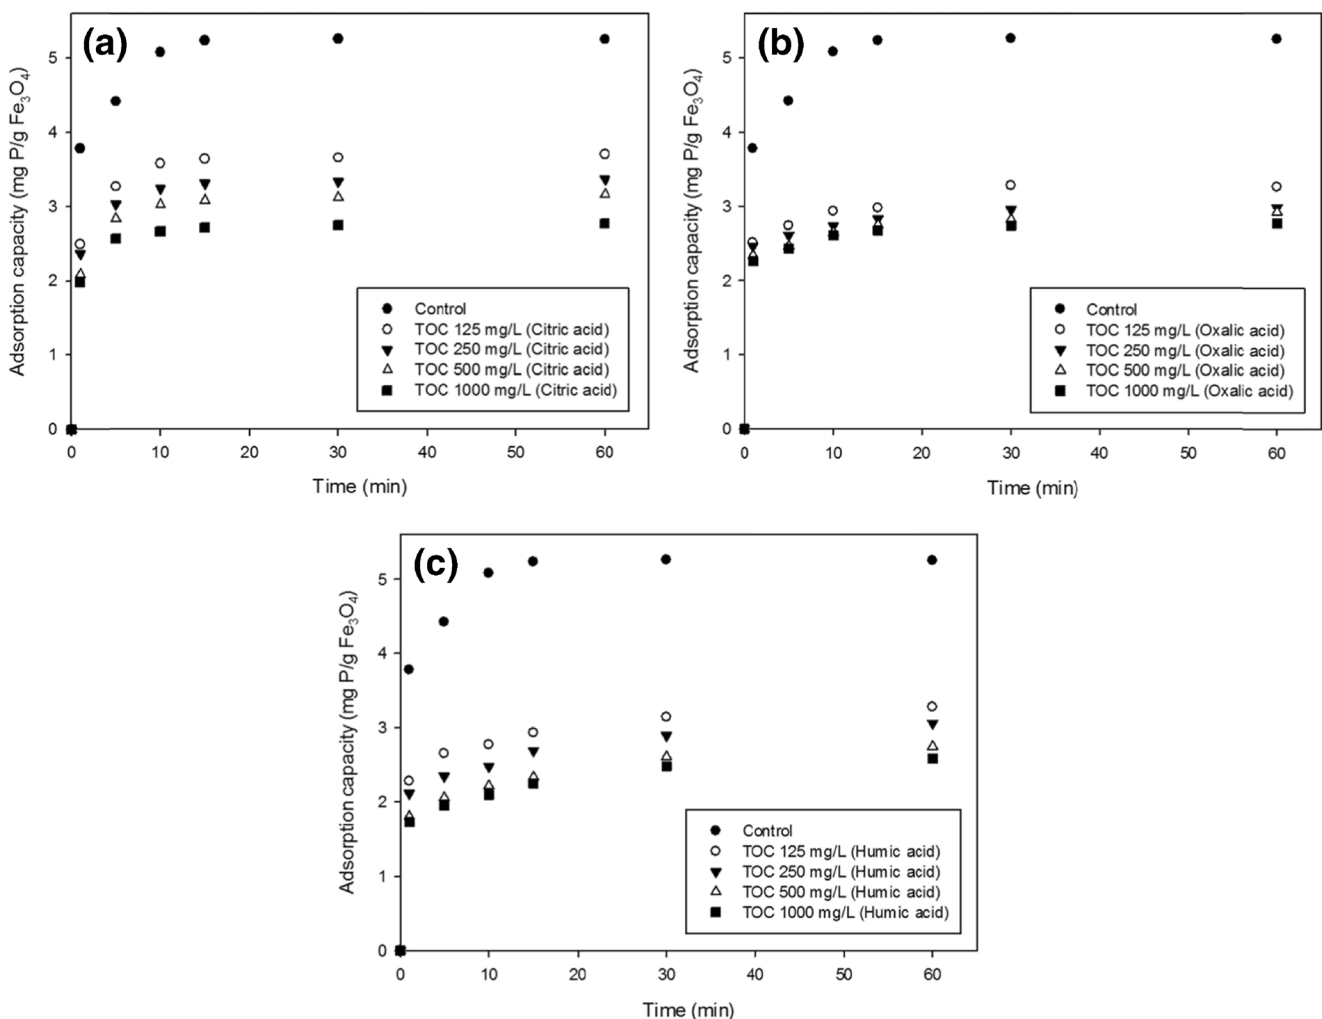 (a)
Adsorption capacity (mg P/g Fe₃O₄)
5
4
3
2
1
0
Control
TOC 125 mg/L (Citric acid)
TOC 250 mg/L (Citric acid)
TOC 500 mg/L (Citric acid)
TOC 1000 mg/L (Citric acid)
0 10 20 30 40 50 60
Time (min)
(b)
Adsorption capacity (mg P/g Fe₃O₄)
5
4
3
2
1
0
Control
TOC 125 mg/L (Oxalic acid)
TOC 250 mg/L (Oxalic acid)
TOC 500 mg/L (Oxalic acid)
TOC 1000 mg/L (Oxalic acid)
0 10 20 30 40 50 60
Time (min)
(c)
Adsorption capacity (mg P/g Fe₃O₄)
5
4
3
2
1
0
Control
TOC 125 mg/L (Humic acid)
TOC 250 mg/L (Humic acid)
TOC 500 mg/L (Humic acid)
TOC 1000 mg/L (Humic acid)
0 10 20 30 40 50 60
Time (min)